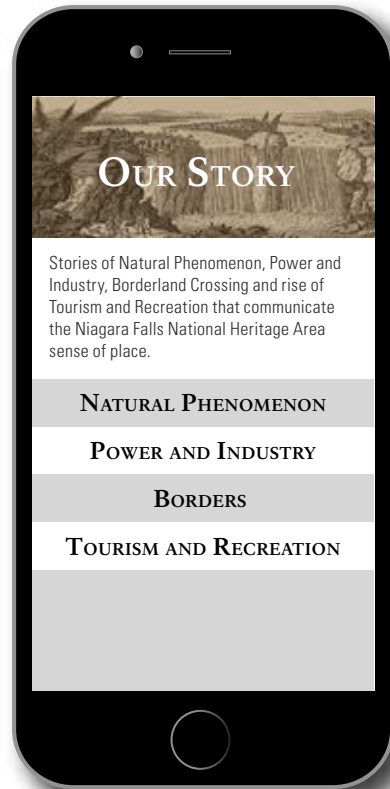 Our Story
Stories of Natural Phenomenon, Power and
Industry, Borderland Crossing and rise of
Tourism and Recreation that communicate
the Niagara Falls National Heritage Area
sense of place.
Natural Phenomenon
Power and Industry
Borders
Tourism and Recreation